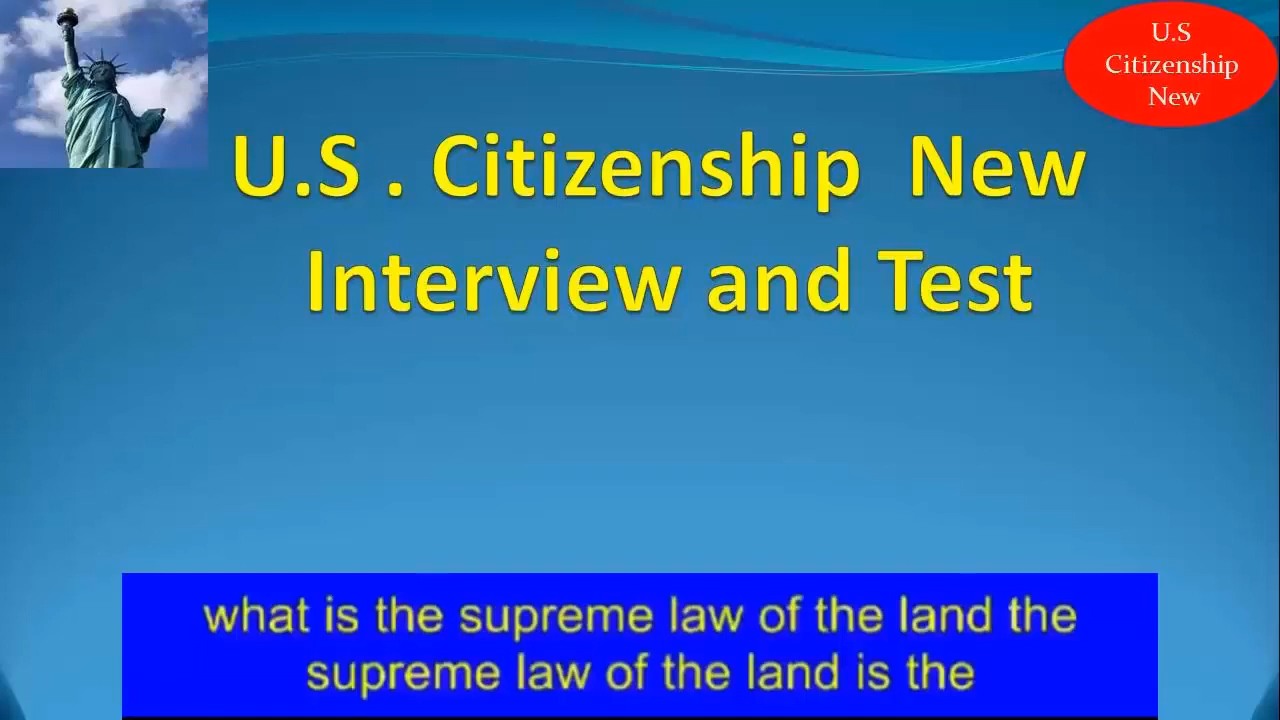 U.S
Citizenship
New
U.S . Citizenship New
Interview and Test
what is the supreme law of the land the
supreme law of the land is the